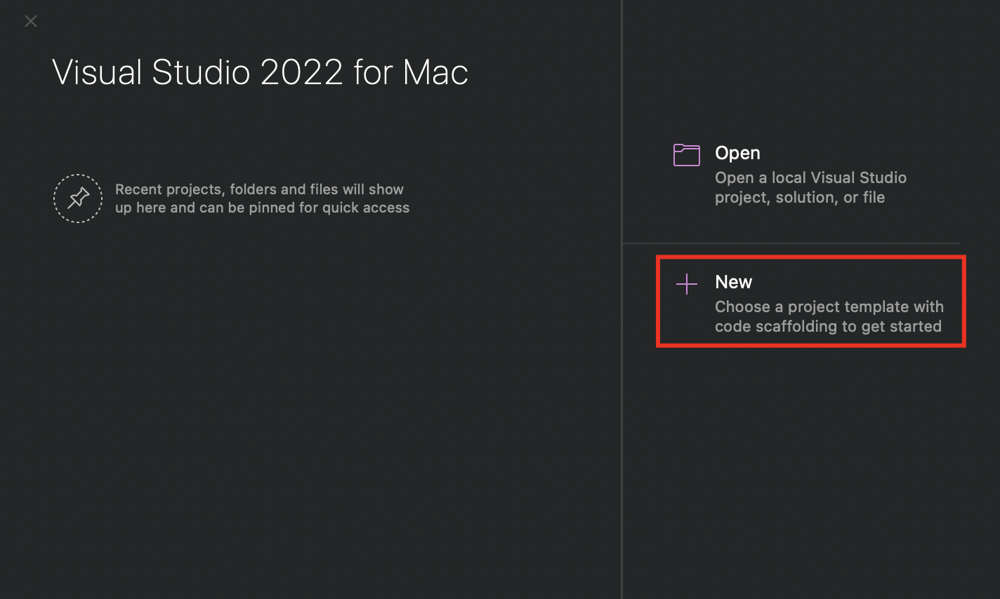 Visual Studio 2022 for Mac
Recent projects, folders and files will show
up here and can be pinned for quick access
Open
Open a local Visual Studio
project, solution, or file
New
Choose a project template with
code scaffolding to get started